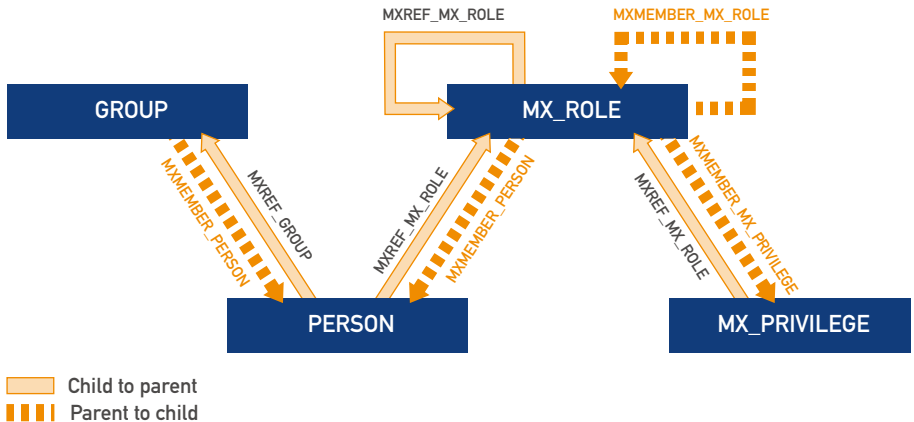 MXREF_MX_ROLE
MXMEMBER_MX_ROLE
GROUP
MX_ROLE
MXMEMBER_PERSON
MXREF_GROUP
MXREF_MX_ROLE
MXMEMBER_PERSON
MXREF_MX_ROLE
MXMEMBER_MX_PRIVILEGE
PERSON
MX_PRIVILEGE
Child to parent
Parent to child